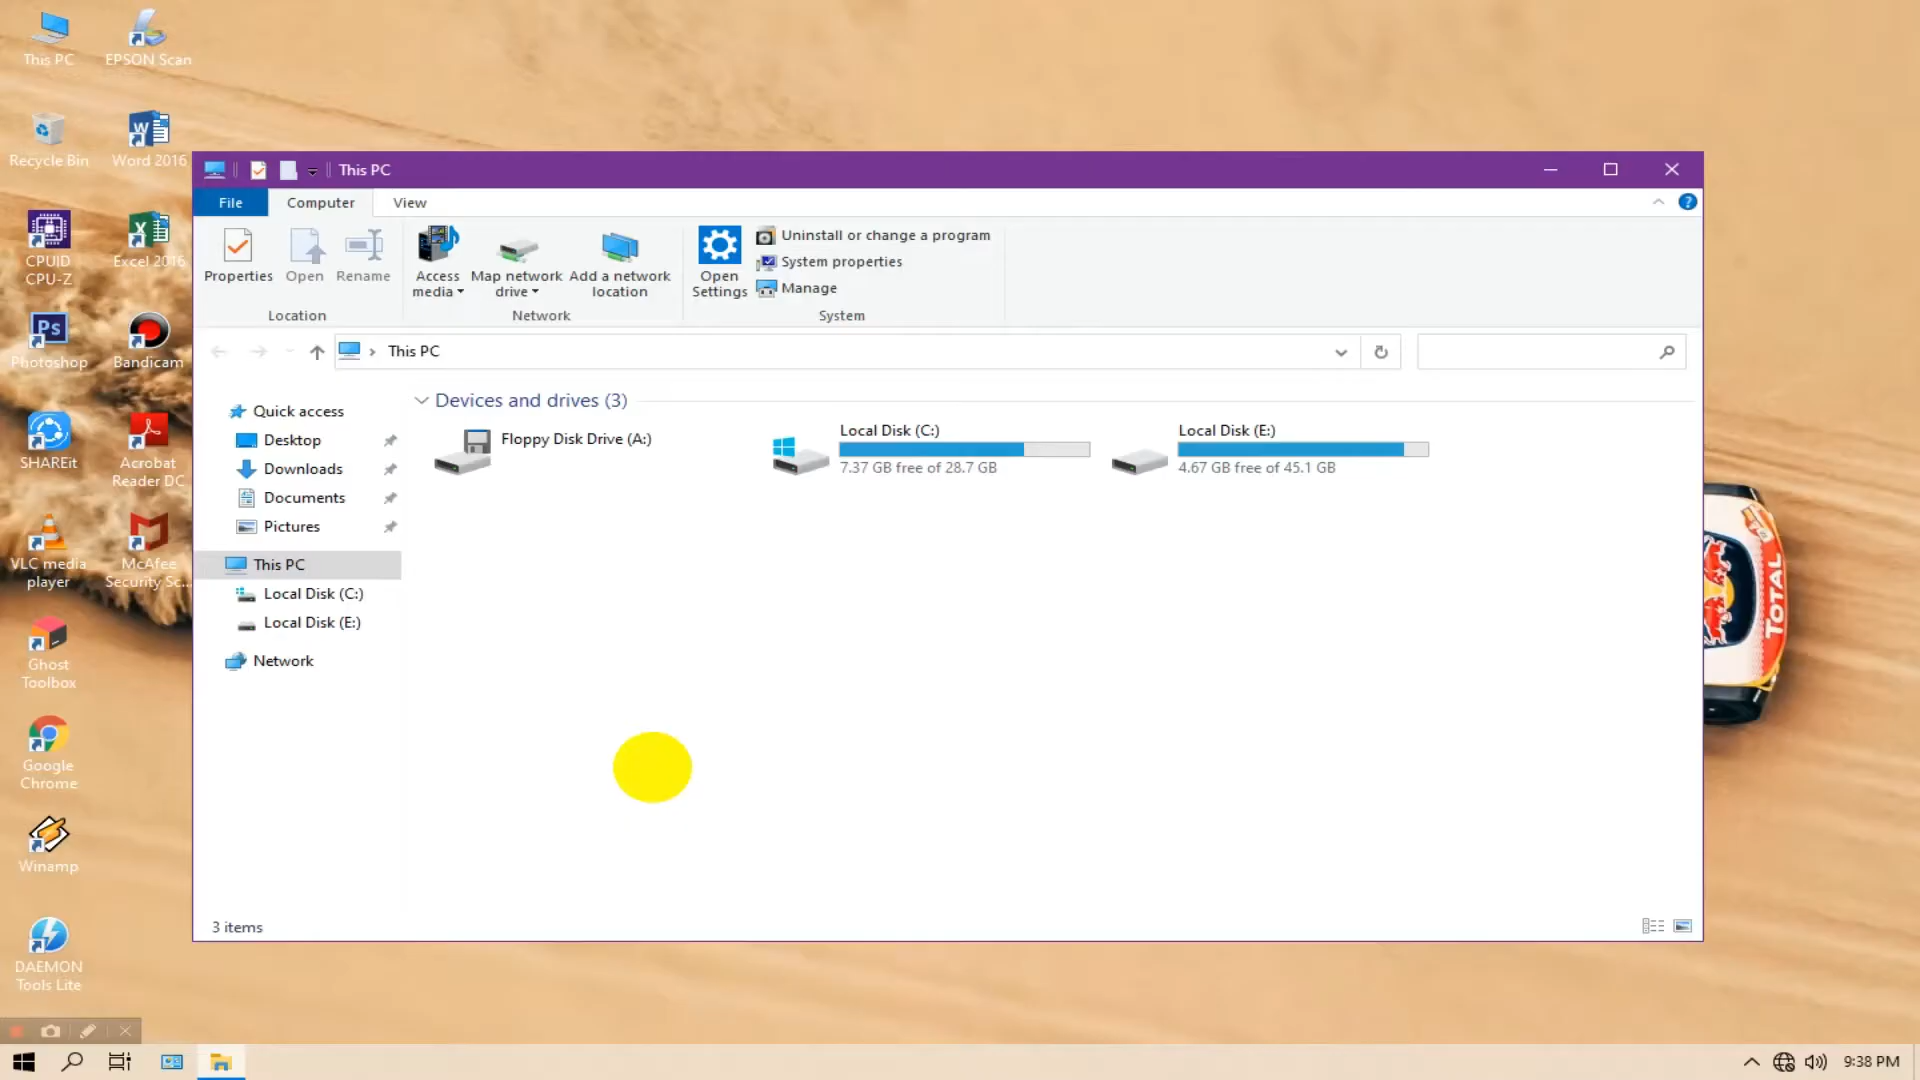 This PC
EPSON Scan
Recycle Bin
Word 2016
CPUID
CPU-Z
Excel 2016
Ps
Photoshop
Bandicam
SHAREit
Acrobat
Reader DC
VLC media
player
McAfee
Security Sc...
Ghost
Toolbox
Google
Chrome
Winamp
DAEMON
Tools Lite
This PC
File
Computer
View
Properties
Open
Rename
Location
Access
media
Map network
drive
Add a network
location
Network
Open
Settings
Uninstall or change a program
System properties
Manage
System
This PC
Quick access
Desktop
Downloads
Documents
Pictures
This PC
Local Disk (C:)
Local Disk (E:)
Network
Devices and drives (3)
Floppy Disk Drive (A:)
Local Disk (C:)
7.37 GB free of 28.7 GB
Local Disk (E:)
4.67 GB free of 45.1 GB
3 items
TOTAL
9:38 PM